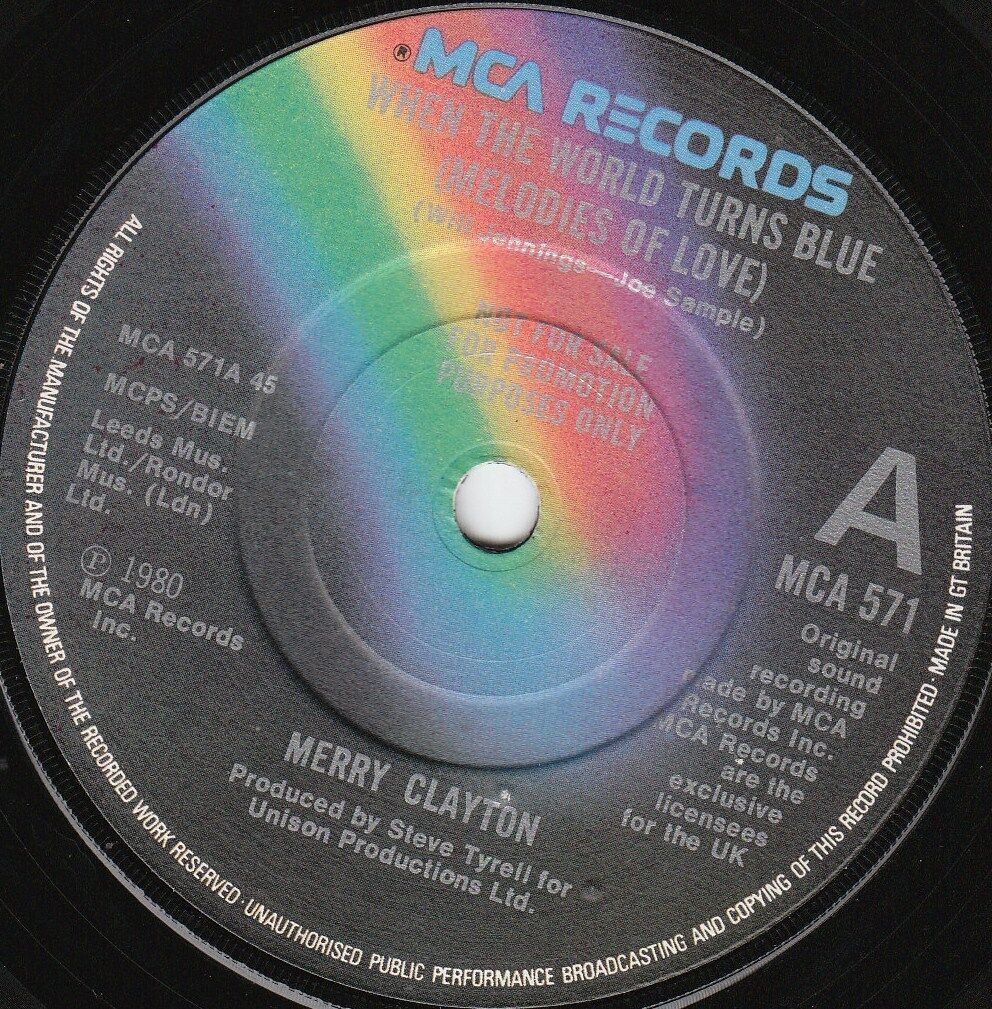 ® MCA RECORDS
WHEN THE WORLD TURNS BLUE
(MELODIES OF LOVE)
(Will Jennings—Joe Sample)
NOT FOR SALE
FOR PROMOTION
PURPOSES ONLY
MCA 571A 45
MCPS/BIEM
Leeds Mus.
Ltd./Rondor
Mus. (Ldn)
Ltd.
℗ 1980
MCA Records
Inc.
A
MCA 571
Original
sound
recording
made by MCA
Records Inc.
MCA Records
are the
exclusive
licensees
for the UK
MERRY CLAYTON
Produced by Steve Tyrell for
Unison Productions Ltd.
ALL RIGHTS OF THE MANUFACTURER AND OF THE OWNER OF THE RECORDED WORK RESERVED · UNAUTHORISED PUBLIC PERFORMANCE BROADCASTING AND COPYING OF THIS RECORD PROHIBITED · MADE IN GT BRITAIN